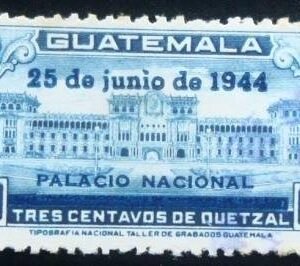 GUATEMALA
25 de junio de 1944
PALACIO NACIONAL
TRES CENTAVOS DE QUETZAL
TIPOGRAFIA NACIONAL TALLER DE GRABADOS GUATEMALA